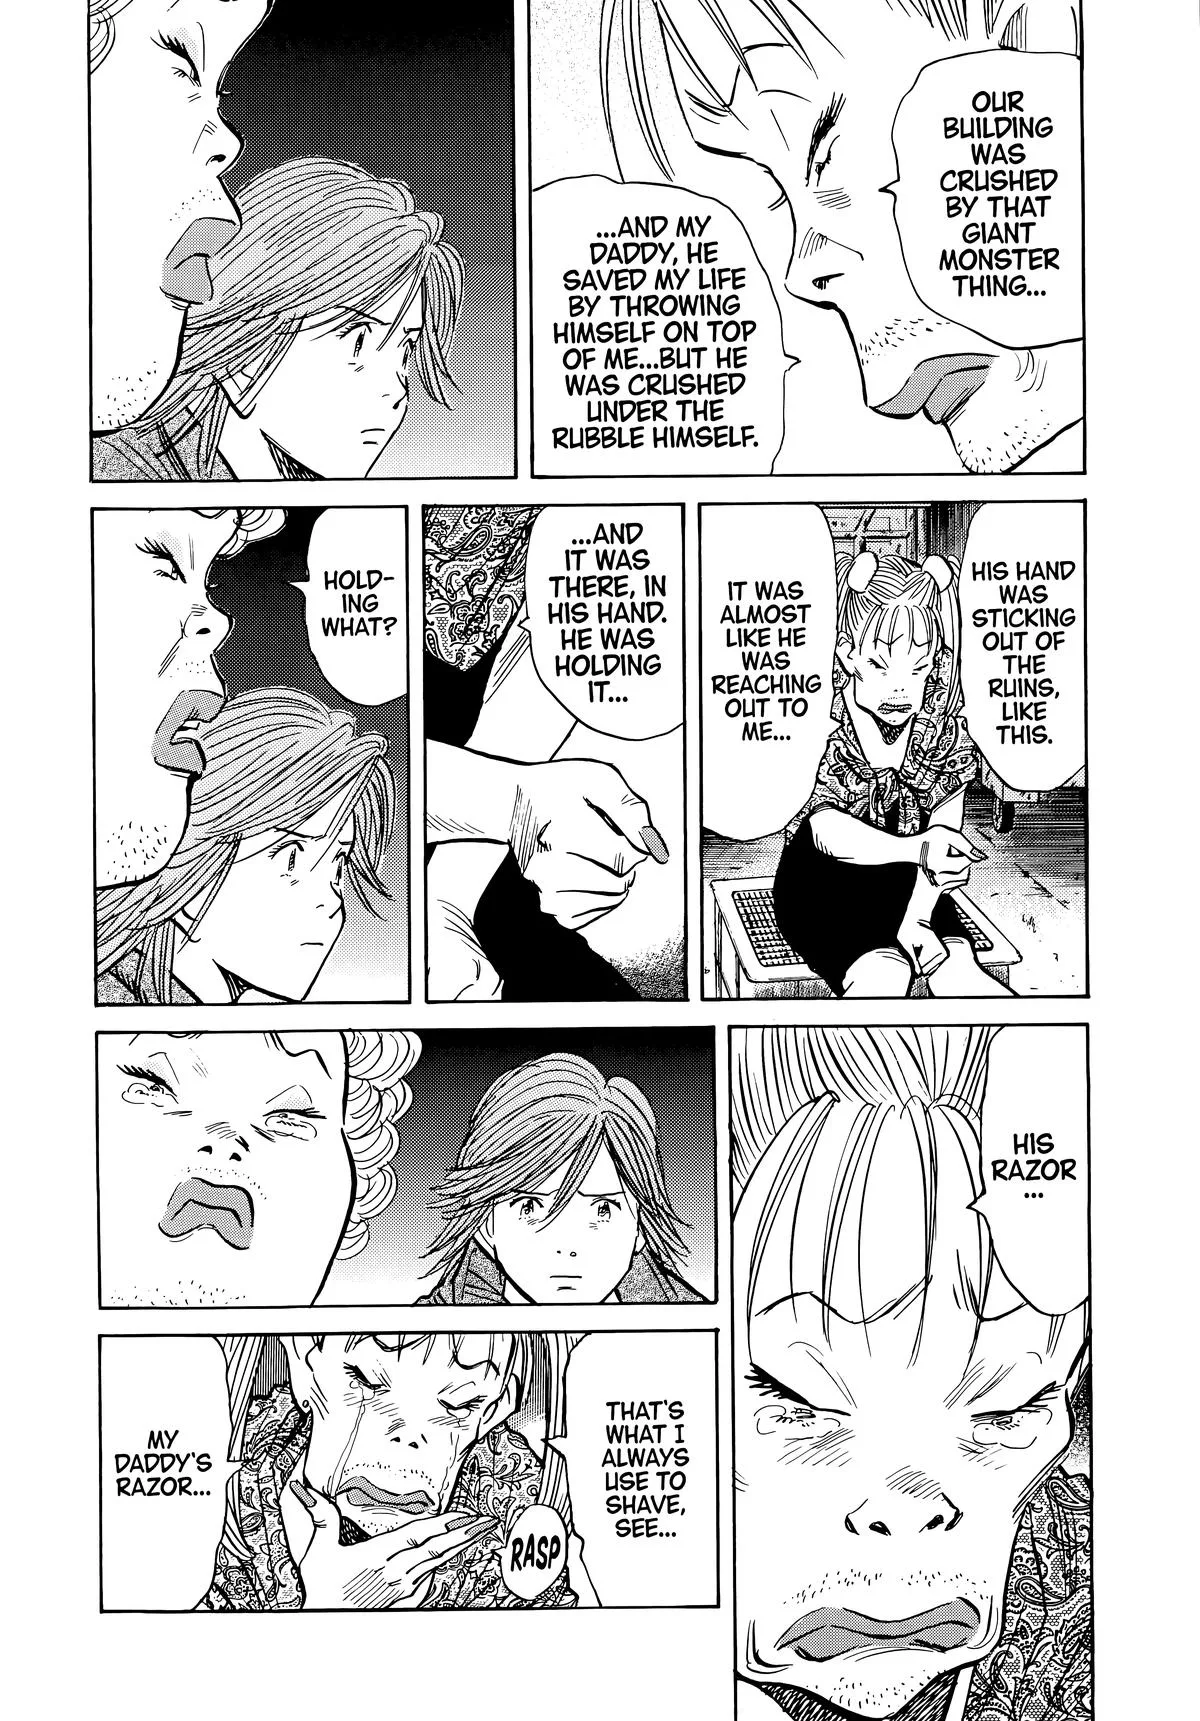 OUR
BUILDING
WAS
CRUSHED
BY THAT
GIANT
MONSTER
THING...
...AND MY
DADDY, HE
SAVED MY LIFE
BY THROWING
HIMSELF ON TOP
OF ME...BUT HE
WAS CRUSHED
UNDER THE
RUBBLE HIMSELF.
HIS HAND
WAS
STICKING
OUT OF
THE
RUINS,
LIKE
THIS.
IT WAS
ALMOST
LIKE HE
WAS
REACHING
OUT TO
ME...
...AND
IT WAS
THERE, IN
HIS HAND.
HE WAS
HOLDING
IT...
HOLD-
ING
WHAT?
HIS
RAZOR
...
THAT'S
WHAT I
ALWAYS
USE TO
SHAVE,
SEE...
RASP
MY
DADDY'S
RAZOR...